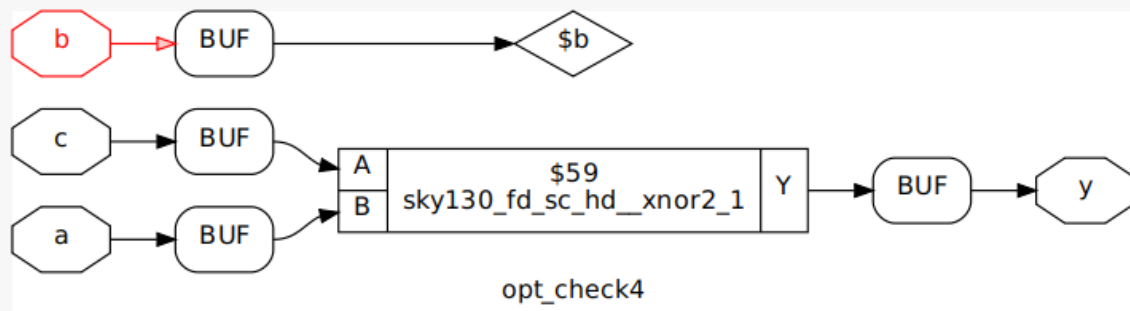 b BUF $b
c BUF
A $59 Y BUF y
B sky130_fd_sc_hd__xnor2_1
a BUF
opt_check4